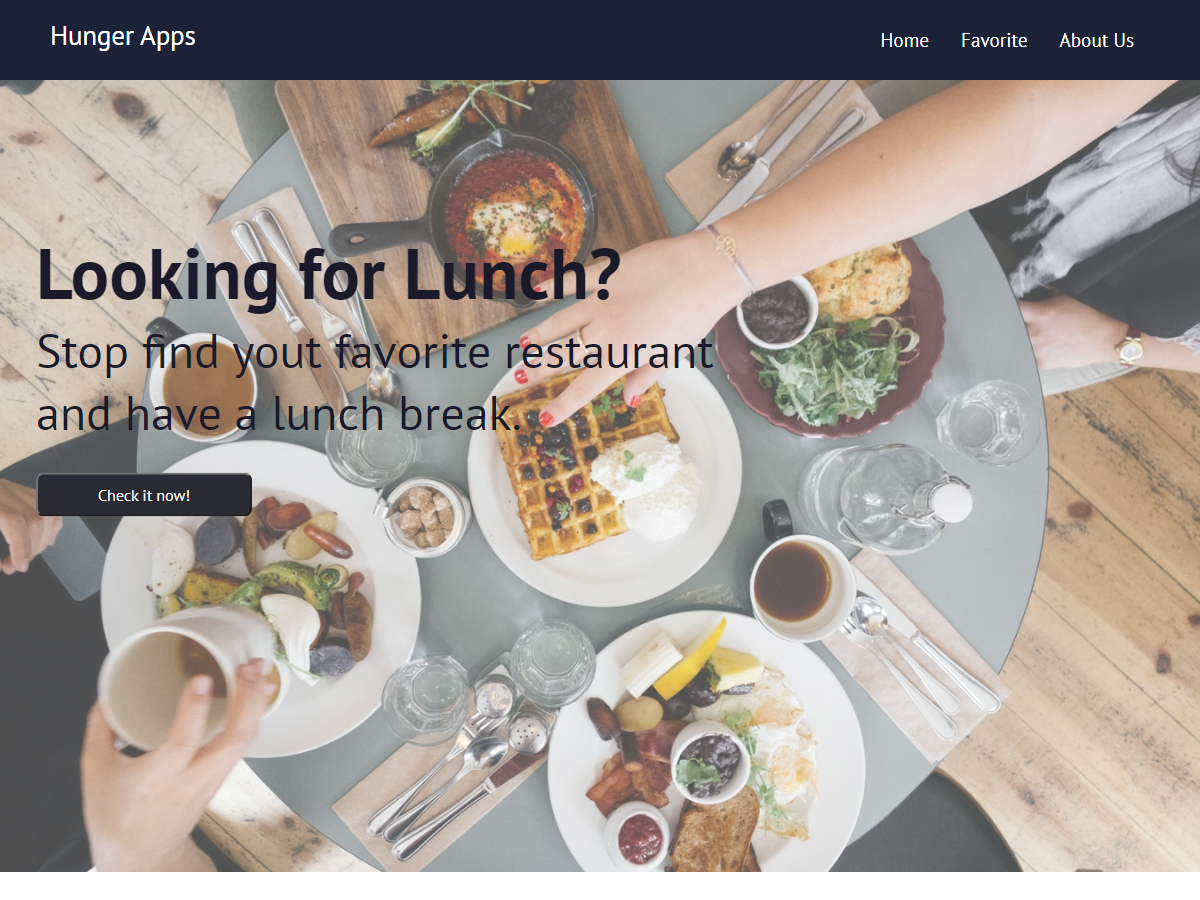 Hunger Apps
Home Favorite About Us
Looking for Lunch?
Stop find yout favorite restaurant
and have a lunch break.
Check it now!